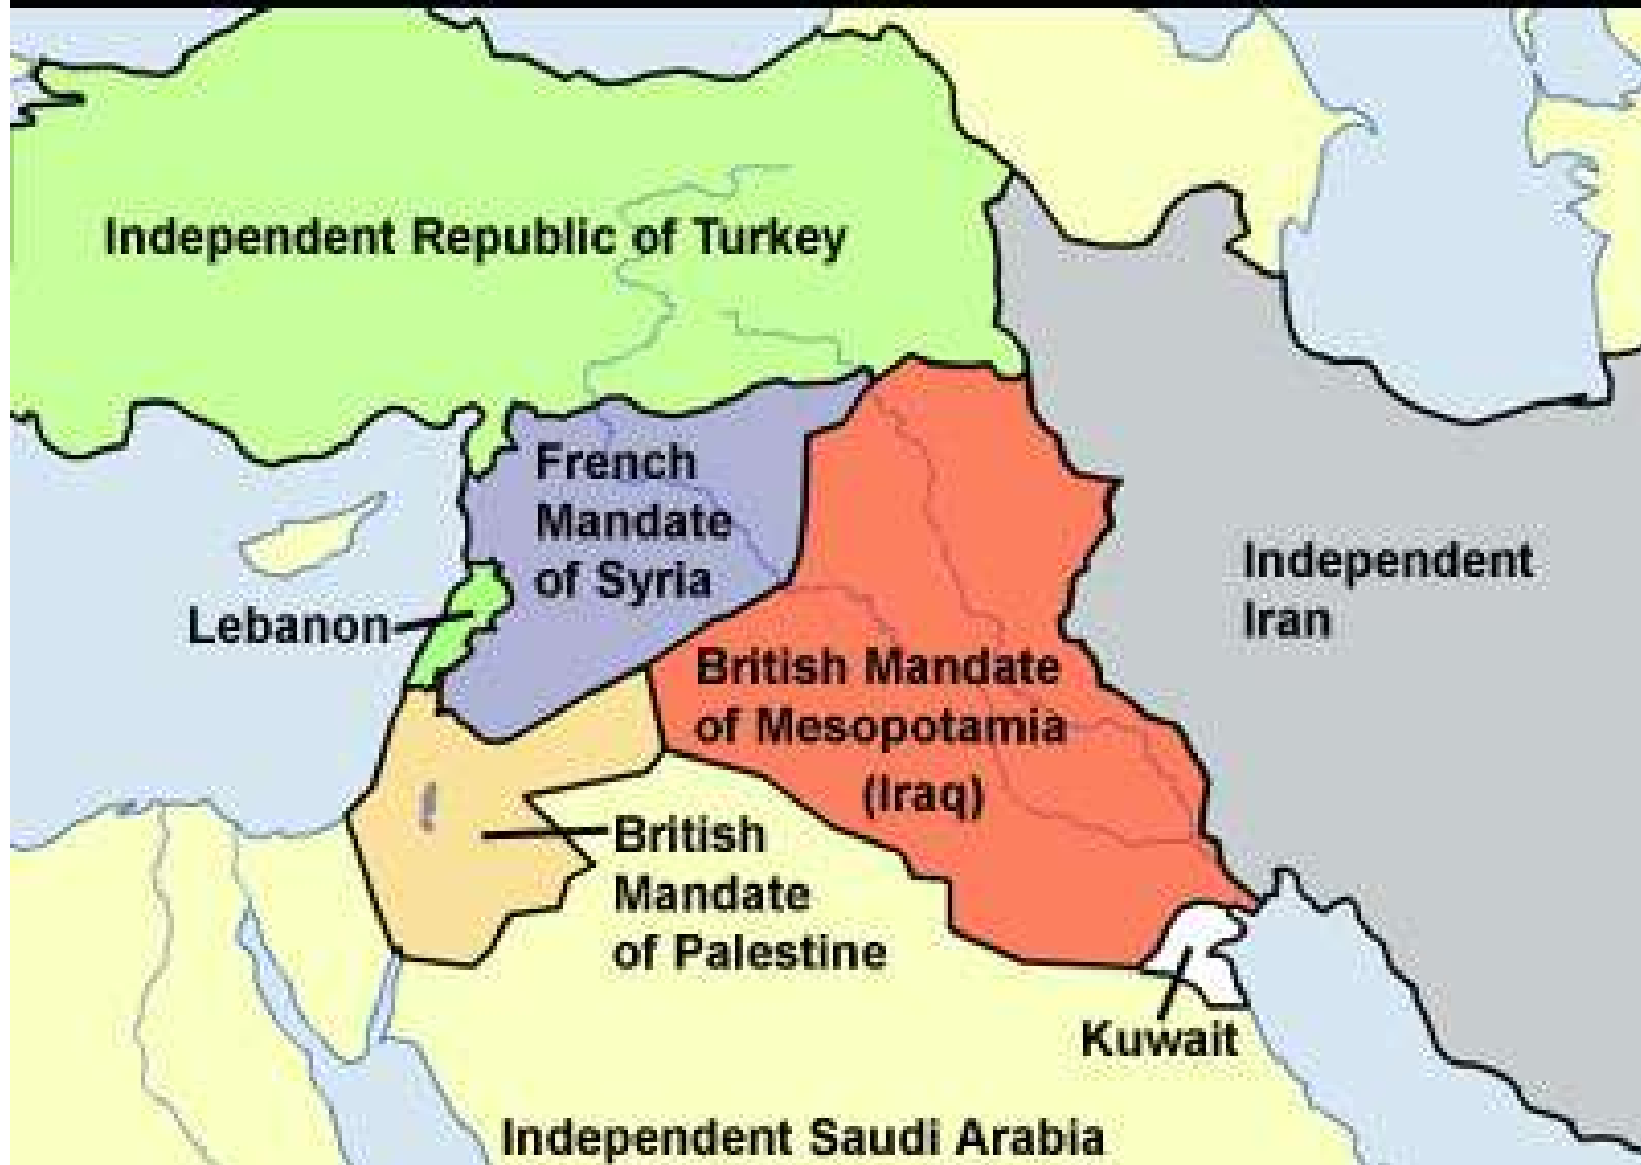 Independent Republic of Turkey
French
Mandate
of Syria
Independent
Iran
Lebanon
British Mandate
of Mesopotamia
(Iraq)
British
Mandate
of Palestine
Kuwait
Independent Saudi Arabia